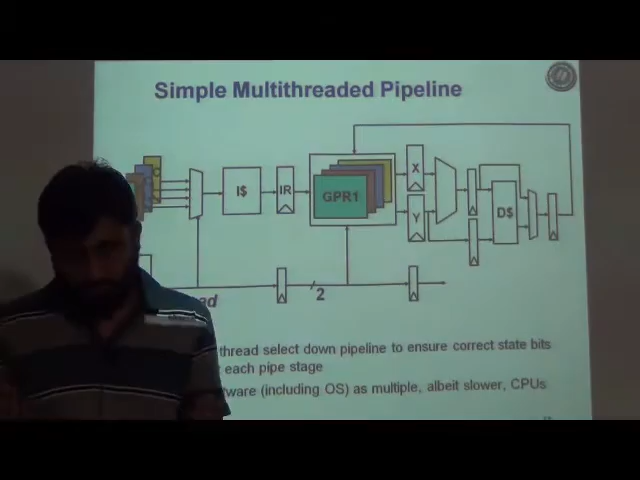 Simple Multithreaded Pipeline
I$
IR
GPR1
X
Y
D$
2
thread select down pipeline to ensure correct state bits
each pipe stage
(including OS) as multiple, albeit slower, CPUs